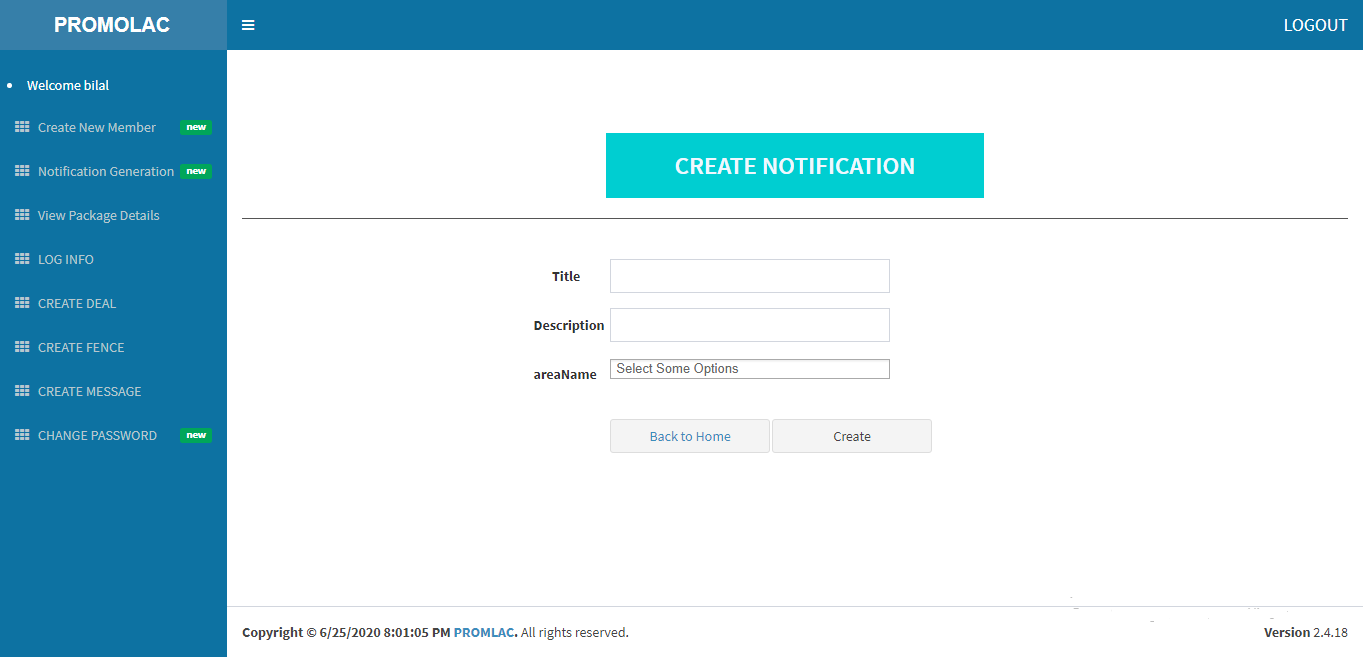 PROMOLAC
LOGOUT
Welcome bilal
Create New Member new
Notification Generation new
View Package Details
LOG INFO
CREATE DEAL
CREATE FENCE
CREATE MESSAGE
CHANGE PASSWORD new
CREATE NOTIFICATION
Title
Description
areaName Select Some Options
Back to Home Create
Copyright © 6/25/2020 8:01:05 PM PROMLAC. All rights reserved.
Version 2.4.18